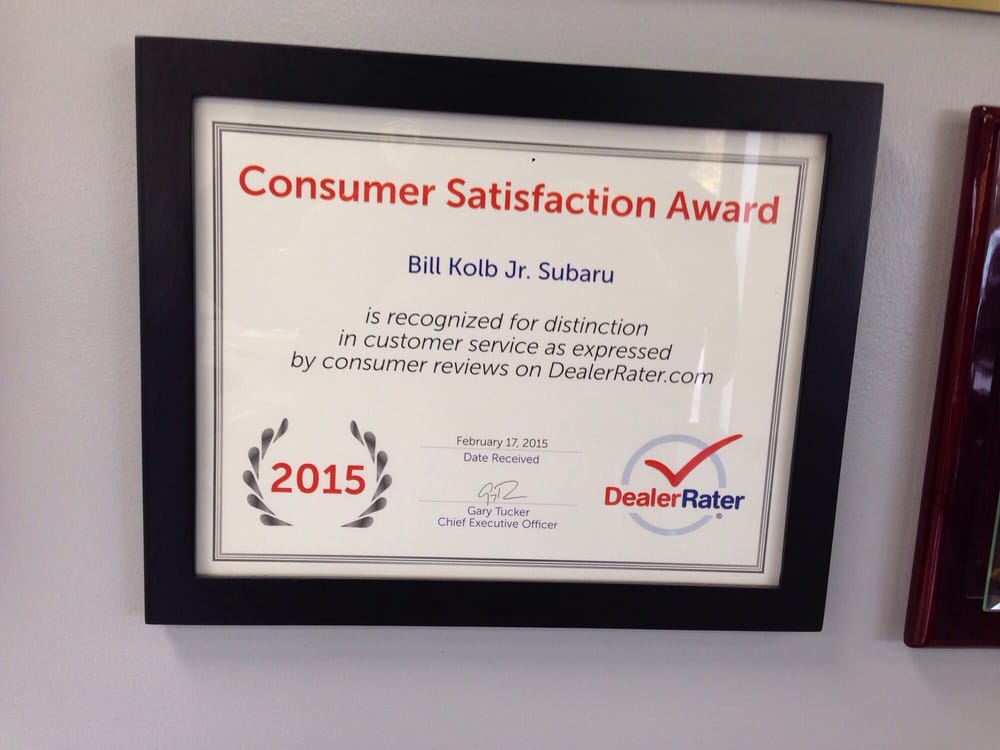 Consumer Satisfaction Award
Bill Kolb Jr. Subaru
is recognized for distinction
in customer service as expressed
by consumer reviews on DealerRater.com
2015
February 17, 2015
Date Received
Gary Tucker
Chief Executive Officer
DealerRater®